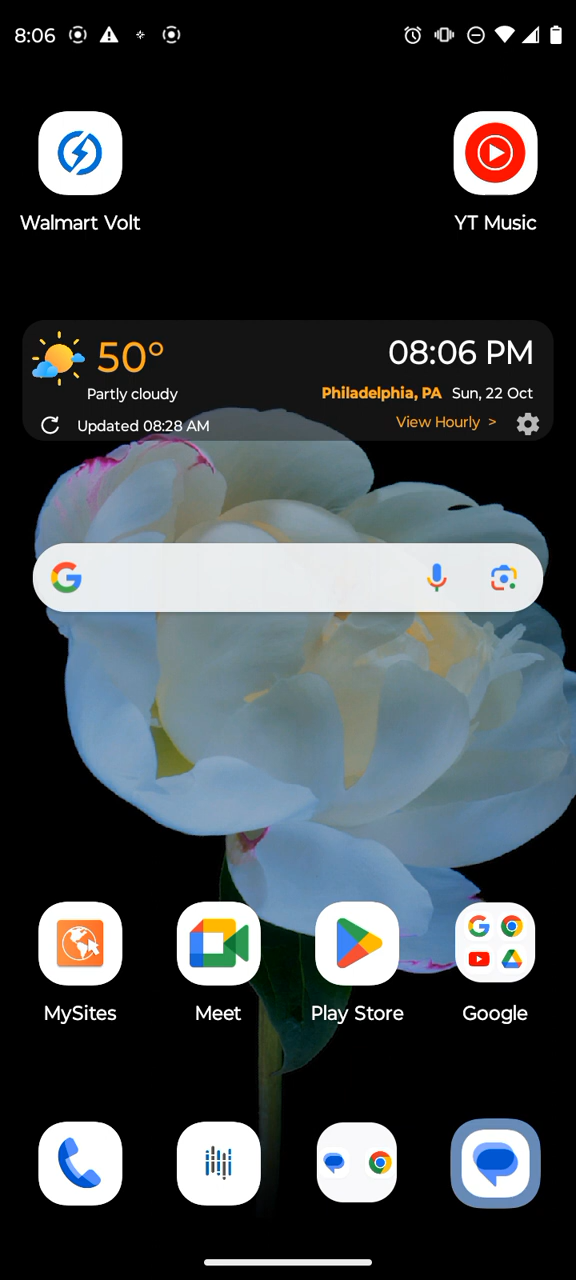 8:06
Walmart Volt
YT Music
50°
08:06 PM
Partly cloudy
Philadelphia, PA Sun, 22 Oct
Updated 08:28 AM
View Hourly >
MySites
Meet
Play Store
Google